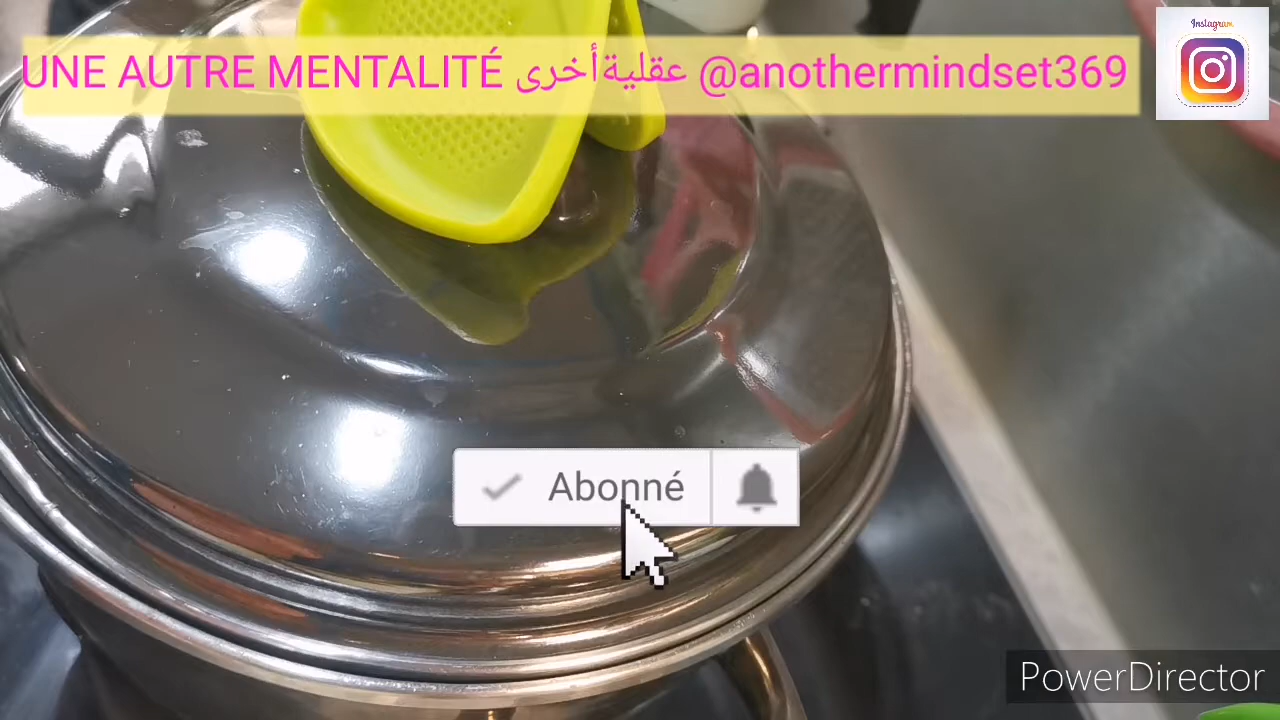 UNE AUTRE MENTALITÉ عقلية أخرى @anothermindset369
Instagram
Abonné
PowerDirector